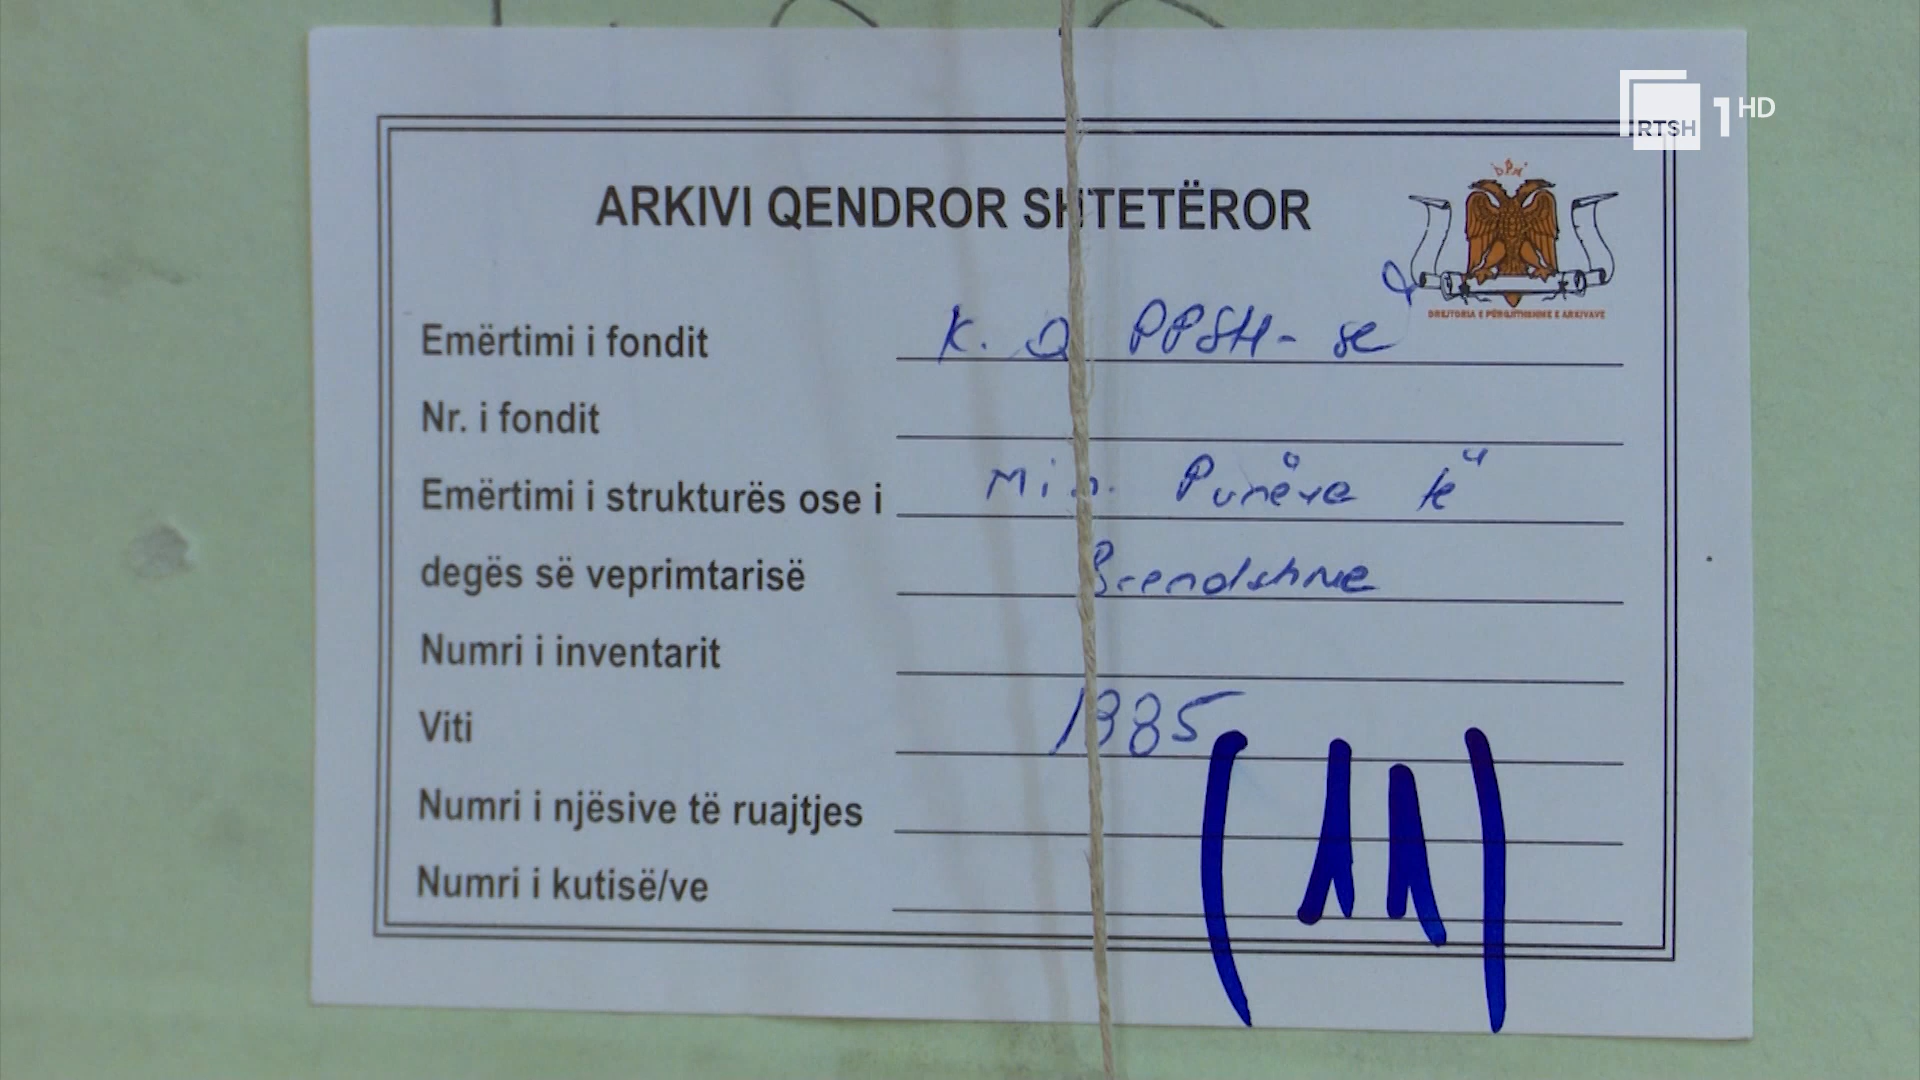 RTSH 1 HD
ARKIVI QENDROR SHTETËROR
DREJTORIA E PËRGJITHSHME E ARKIVAVE
Emërtimi i fondit K. Q PPSH- se
Nr. i fondit
Emërtimi i strukturës ose i Min. Punëve të
degës së veprimtarisë Brendshme
Numri i inventarit
Viti 1985
Numri i njësive të ruajtjes
Numri i kutisë/ve (11)